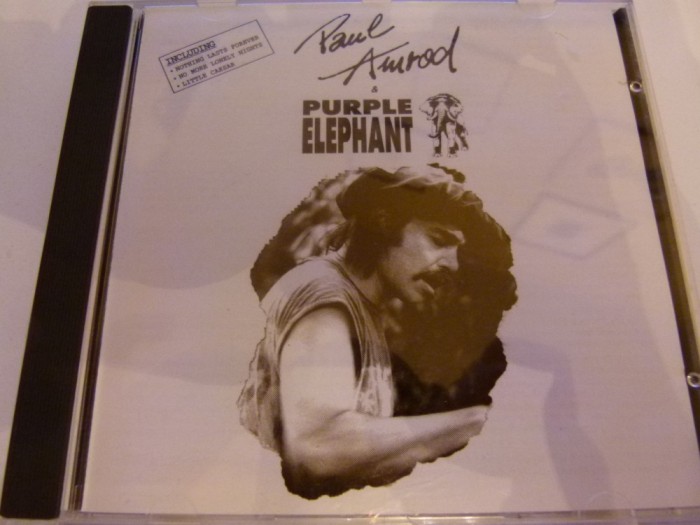 INCLUDING
• NOTHING LASTS FOREVER
• NO MORE LONELY NIGHTS
• LITTLE CAESAR
Paul
Amrod
&
PURPLE
ELEPHANT